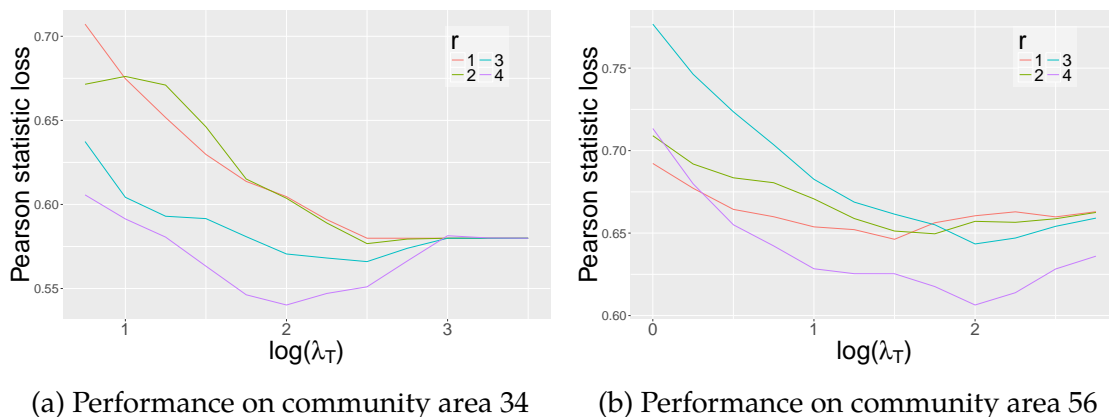 Pearson statistic loss
0.70
0.65
0.60
0.55
r
1 3
2 4
1 2 3
log(λT)
(a) Performance on community area 34
Pearson statistic loss
0.75
0.70
0.65
0.60
r
1 3
2 4
0 1 2
log(λT)
(b) Performance on community area 56